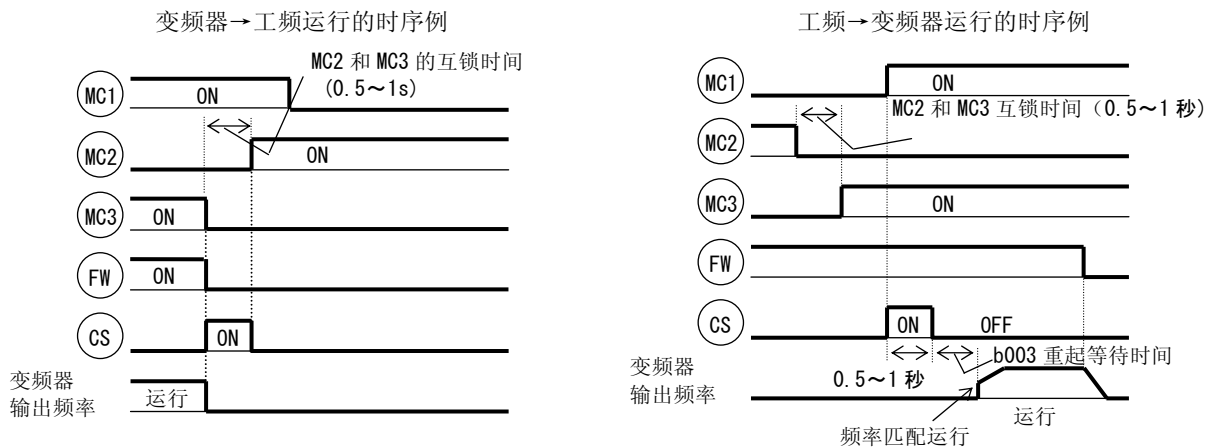 变频器→工频运行的时序例
MC2 和 MC3 的互锁时间
(0.5～1s)
MC1
ON
MC2
ON
MC3
ON
FW
ON
CS
ON
变频器
输出频率
运行
工频→变频器运行的时序例
MC1
ON
MC2 和 MC3 互锁时间（0.5～1 秒）
MC2
MC3
ON
FW
CS
ON
OFF
b003 重起等待时间
变频器
输出频率
0.5～1 秒
运行
频率匹配运行